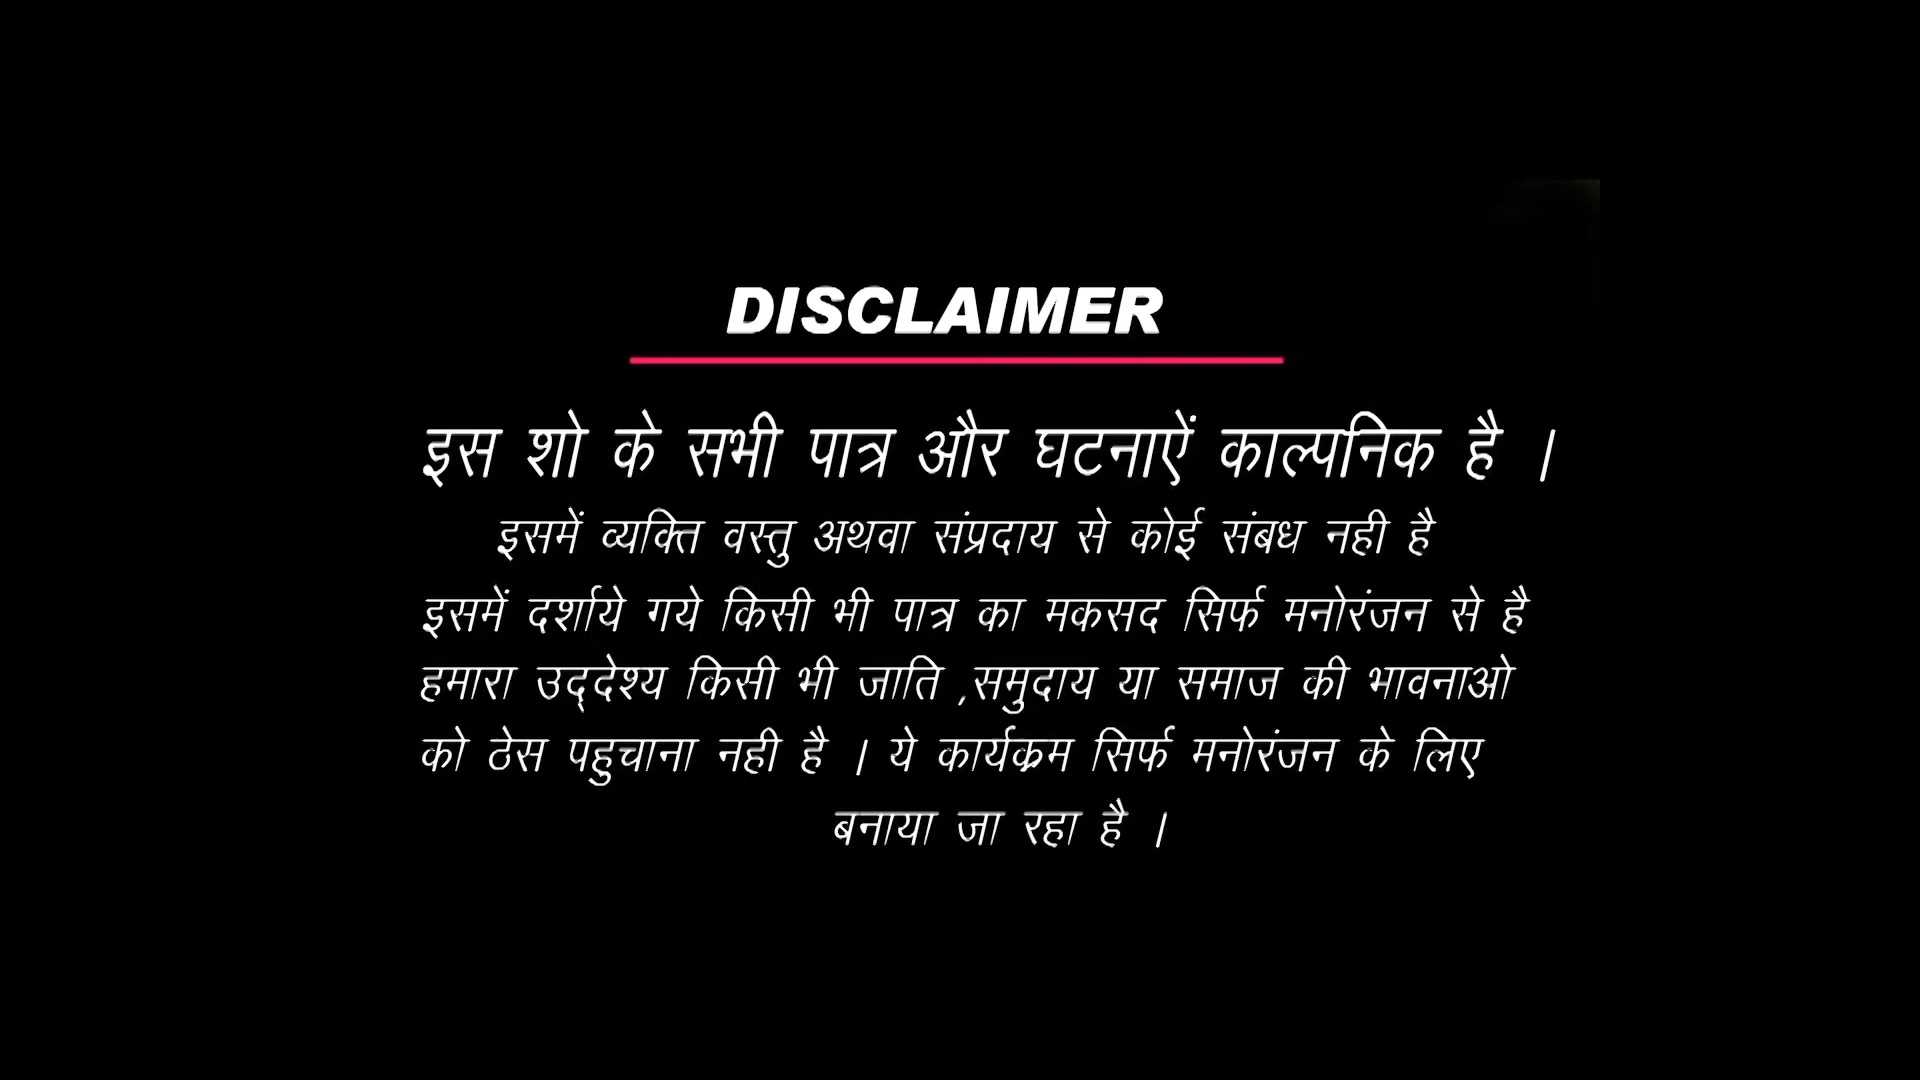 DISCLAIMER
इस शो के सभी पात्र और घटनाऐं काल्पनिक है ।
इसमें व्यक्ति वस्तु अथवा संप्रदाय से कोई संबध नही है
इसमें दर्शाये गये किसी भी पात्र का मकसद सिर्फ मनोरंजन से है
हमारा उद्देश्य किसी भी जाति ,समुदाय या समाज की भावनाओ
को ठेस पहुचाना नही है । ये कार्यक्रम सिर्फ मनोरंजन के लिए
बनाया जा रहा है ।